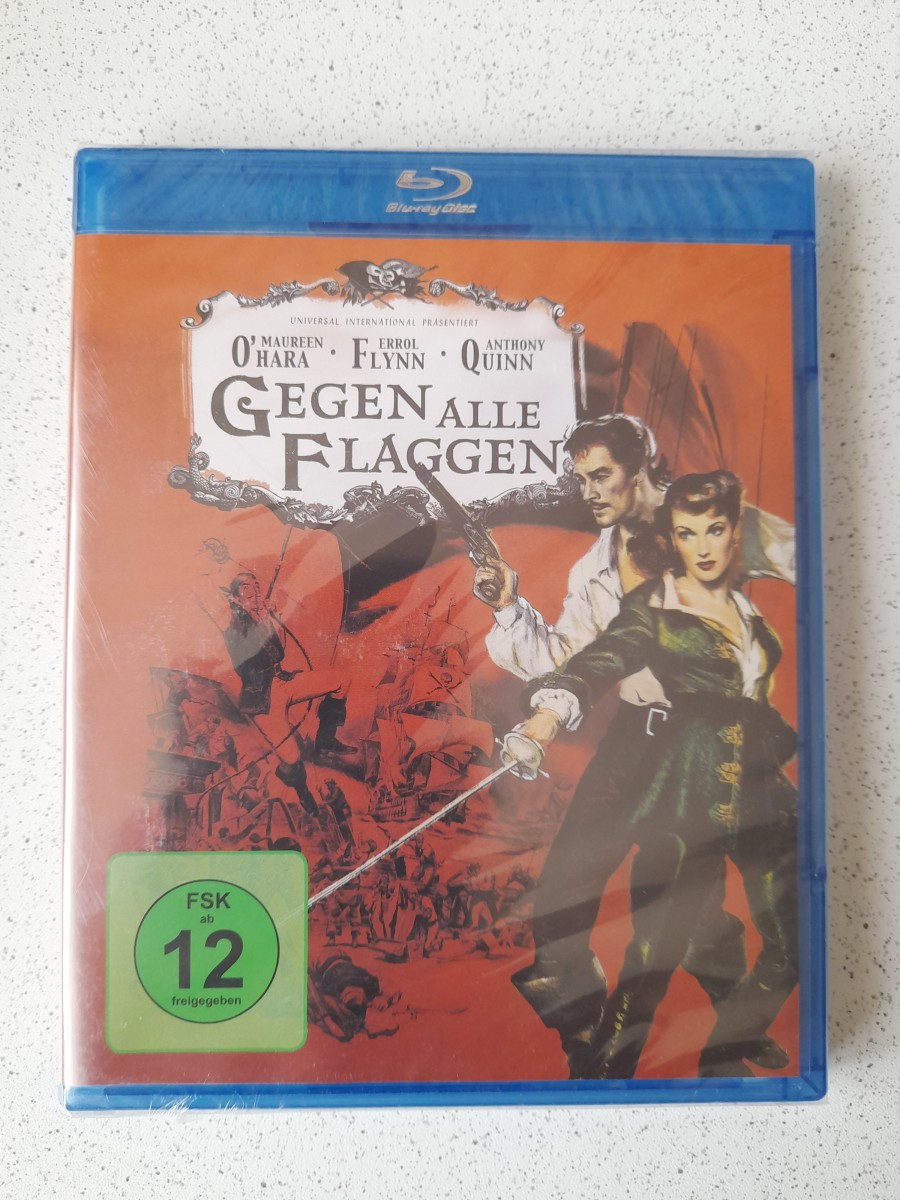 Blu-ray Disc
UNIVERSAL INTERNATIONAL PRÄSENTIERT
MAUREEN O'HARA · ERROL FLYNN · ANTHONY QUINN
GEGEN ALLE
FLAGGEN
FSK
ab
12
freigegeben